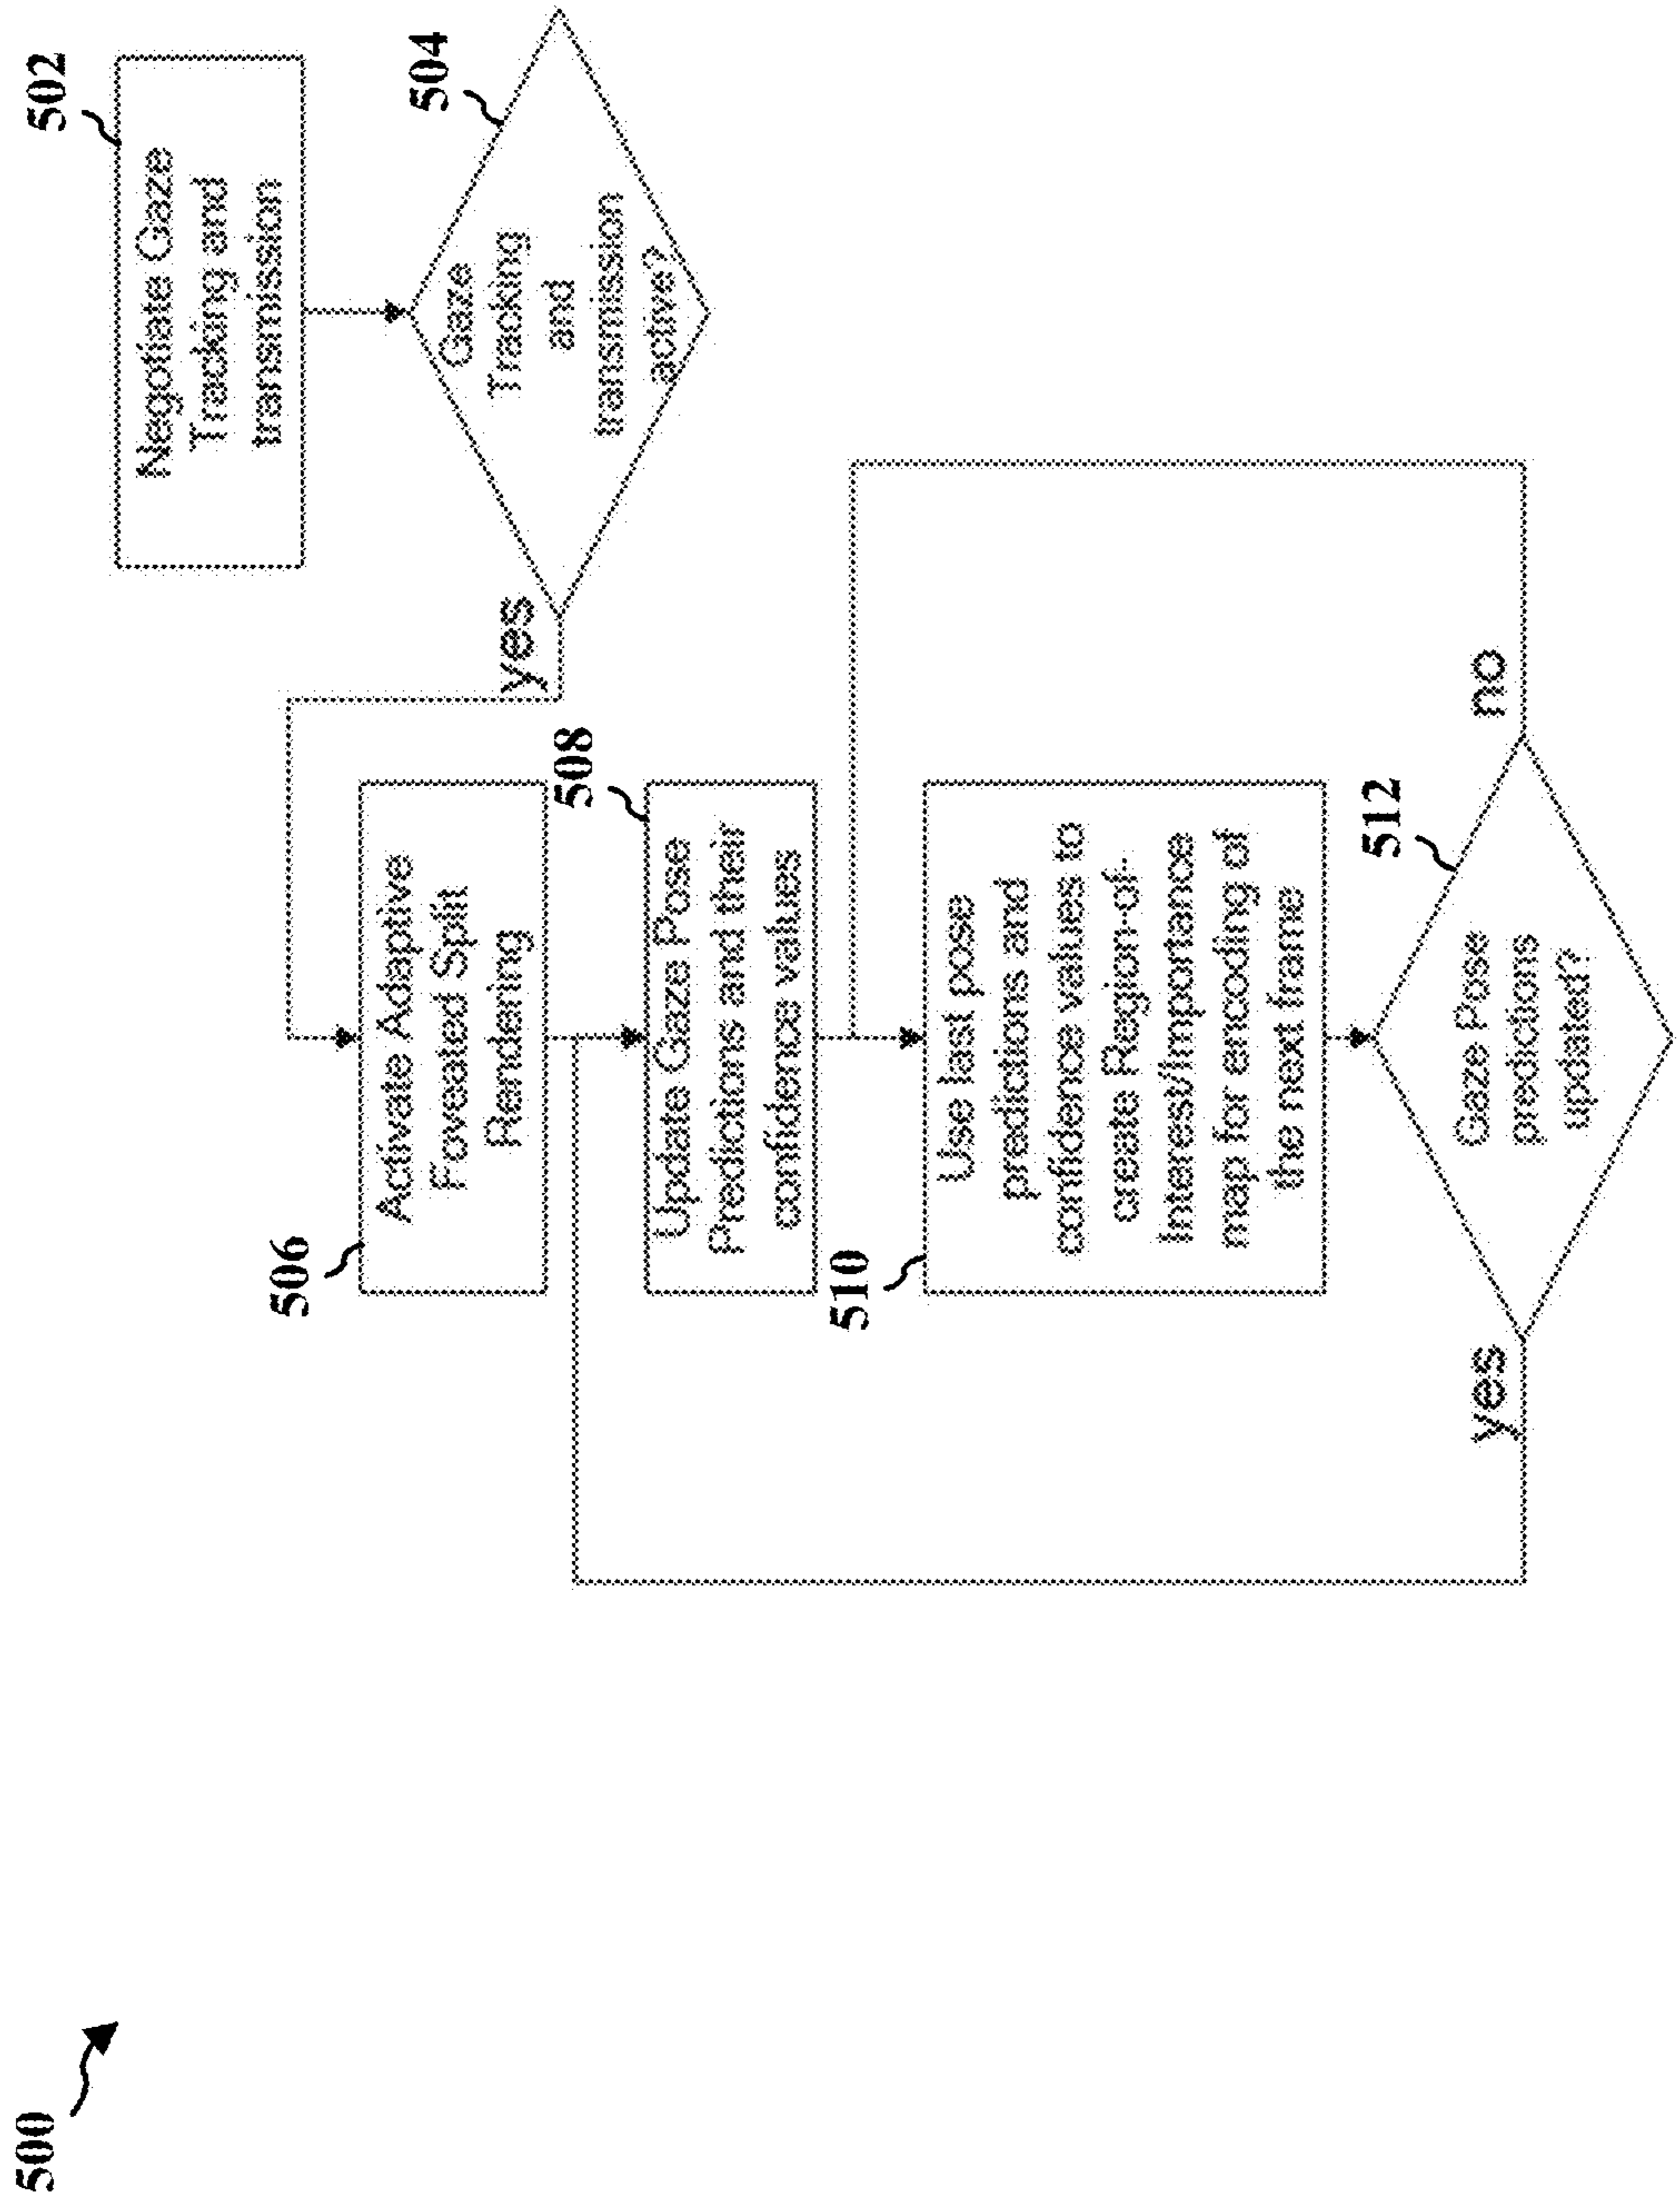 500
502
Negotiate Gaze
Tracking and
transmission
504
Gaze
Tracking
and
transmission
active?
yes
506
Activate Adaptive
Foveated Split
Rendering
508
Update Gaze Pose
Predictions and their
confidence values
510
Use last pose
predictions and
confidence values to
create Region-of-
Interest/Importance
map for encoding of
the next frame
512
Gaze Pose
predictions
updated?
yes
no